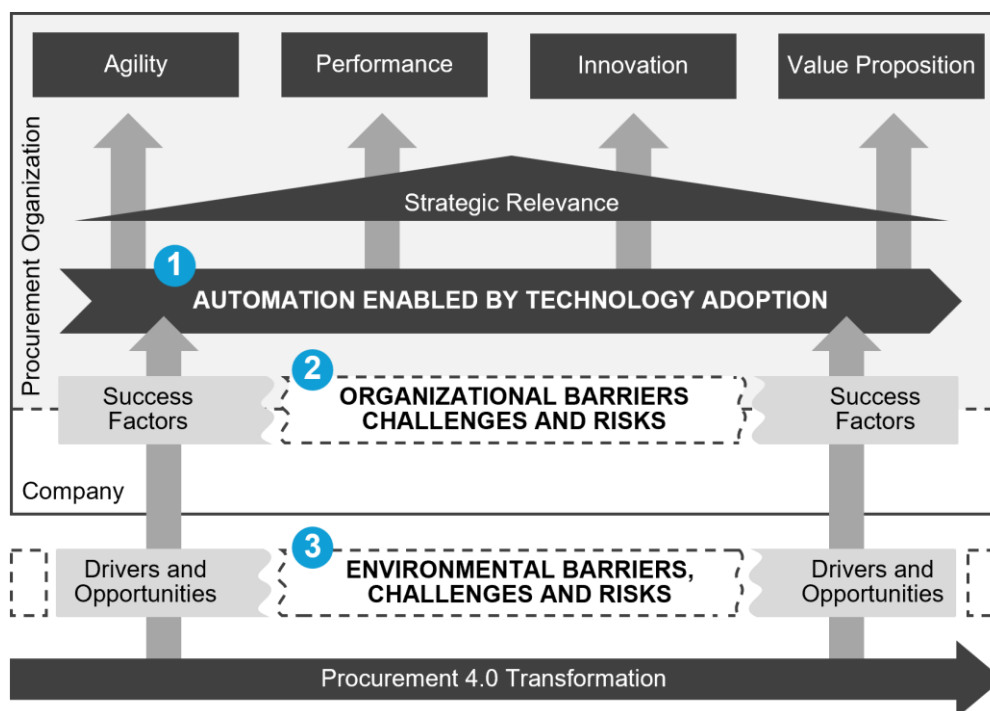 Agility
Performance
Innovation
Value Proposition
Procurement Organization
Strategic Relevance
1
AUTOMATION ENABLED BY TECHNOLOGY ADOPTION
2
Success
Factors
ORGANIZATIONAL BARRIERS
CHALLENGES AND RISKS
Success
Factors
Company
3
Drivers and
Opportunities
ENVIRONMENTAL BARRIERS,
CHALLENGES AND RISKS
Drivers and
Opportunities
Procurement 4.0 Transformation